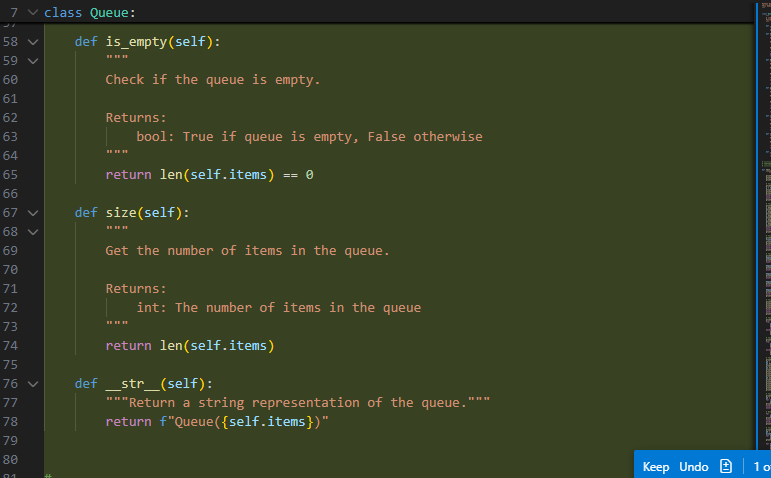 7 class Queue:
57
58 def is_empty(self):
59 """
60 Check if the queue is empty.
61
62 Returns:
63 bool: True if queue is empty, False otherwise
64 """
65 return len(self.items) == 0
66
67 def size(self):
68 """
69 Get the number of items in the queue.
70
71 Returns:
72 int: The number of items in the queue
73 """
74 return len(self.items)
75
76 def __str__(self):
77 """Return a string representation of the queue."""
78 return f"Queue({self.items})"
79
80
81 #
Keep Undo 1 o